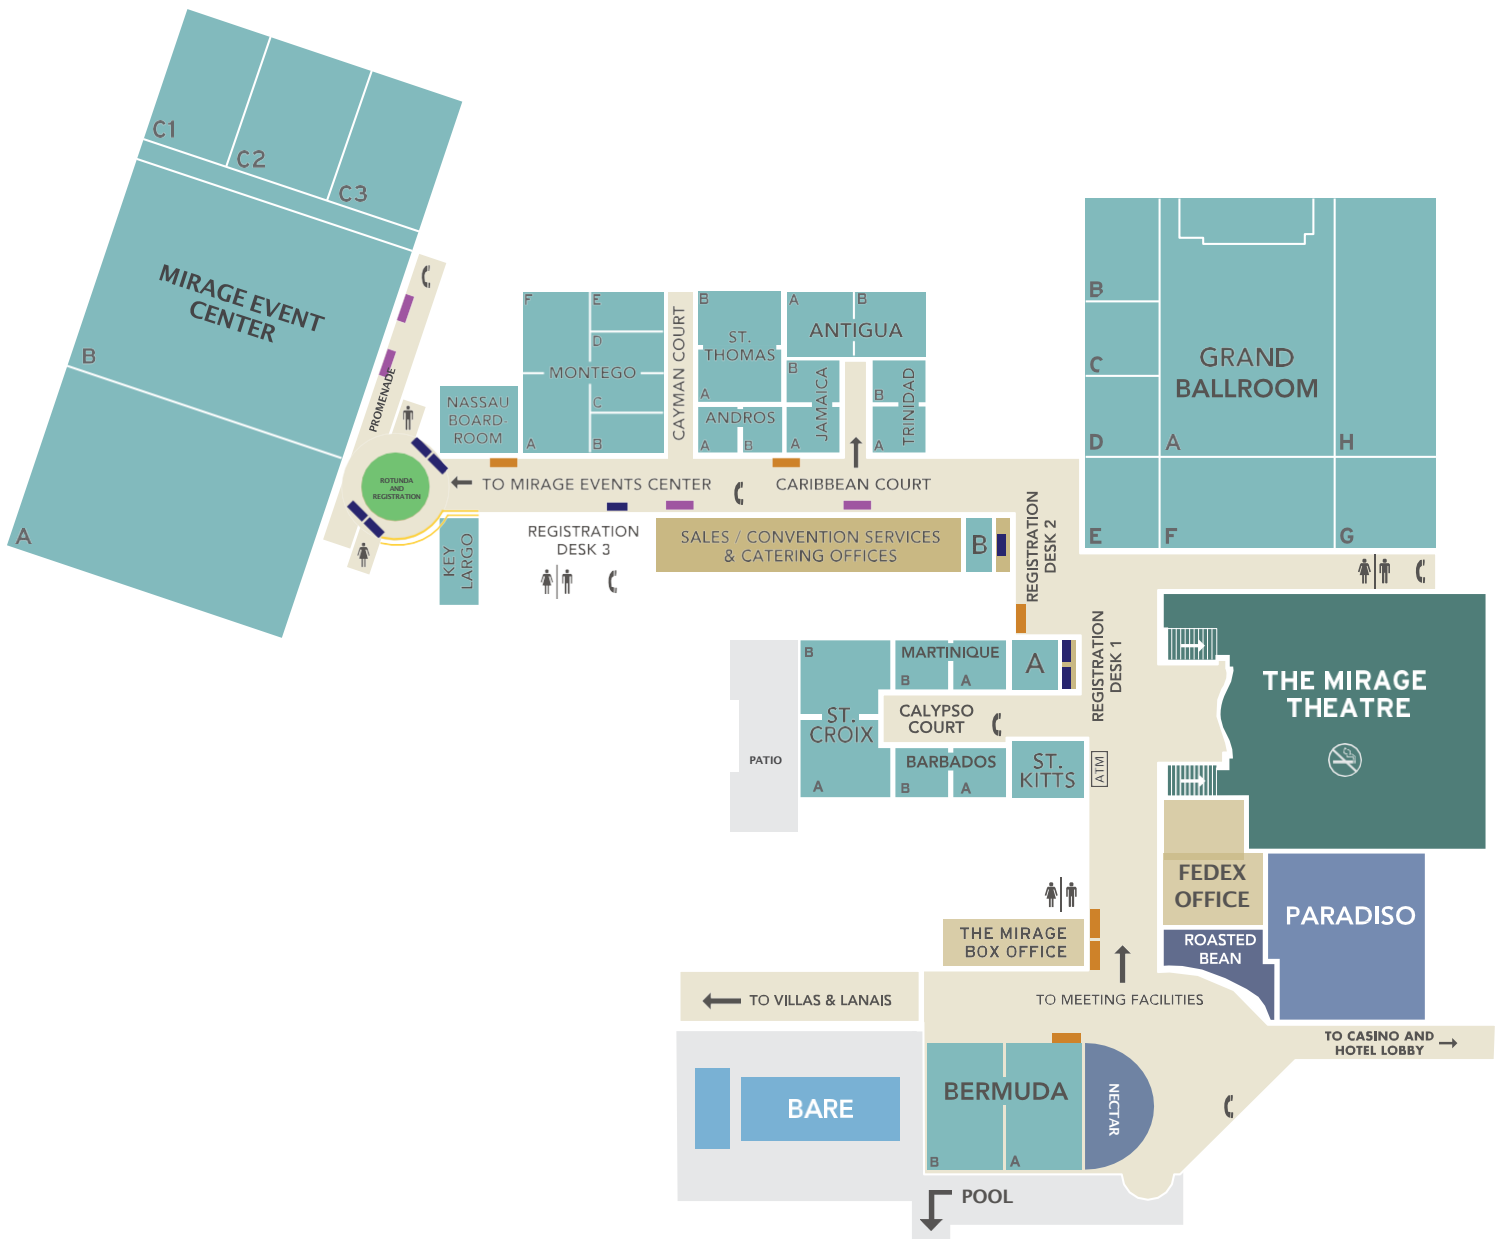 C1
C2
C3
MIRAGE EVENT
CENTER
B
A
PROMENADE
ROTUNDA
AND
REGISTRATION
NASSAU
BOARD-
ROOM
KEY
LARGO
F
E
D
MONTEGO
C
A
B
CAYMAN COURT
B
ST.
THOMAS
A
ANDROS
A
B
A
B
ANTIGUA
B
JAMAICA
A
B
TRINIDAD
A
TO MIRAGE EVENTS CENTER
CARIBBEAN COURT
REGISTRATION
DESK 3
SALES / CONVENTION SERVICES
& CATERING OFFICES
B
REGISTRATION
DESK 2
B
C
D
A
GRAND
BALLROOM
H
E
F
G
REGISTRATION
DESK 1
THE MIRAGE
THEATRE
PATIO
B
ST.
CROIX
A
MARTINIQUE
B
A
A
CALYPSO
COURT
BARBADOS
B
A
ST.
KITTS
ATM
FEDEX
OFFICE
PARADISO
ROASTED
BEAN
THE MIRAGE
BOX OFFICE
TO VILLAS & LANAIS
TO MEETING FACILITIES
TO CASINO AND
HOTEL LOBBY
BARE
BERMUDA
B
A
NECTAR
POOL